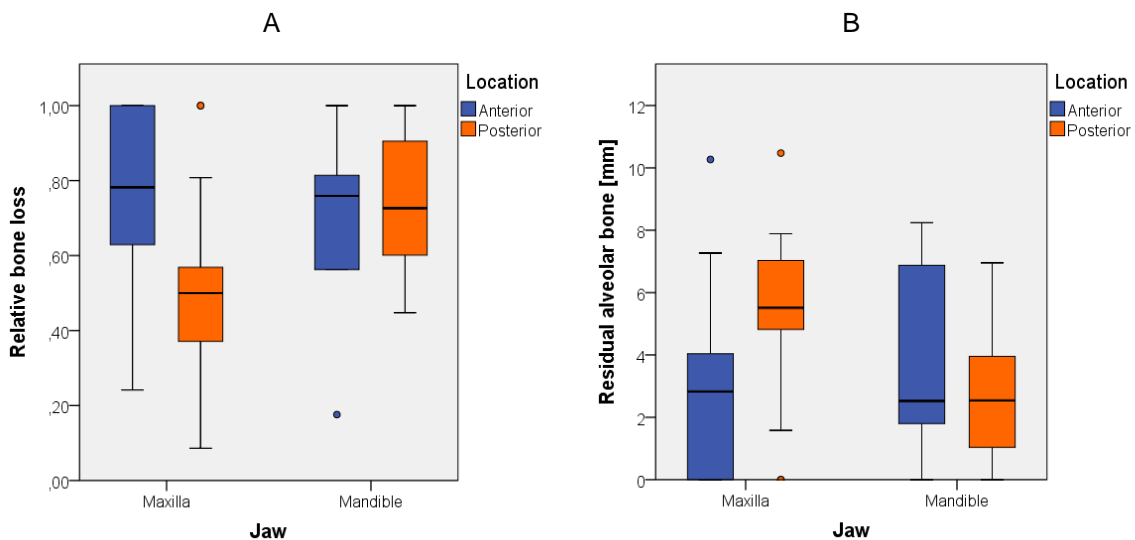 A
Location
Anterior
Posterior
1,00
,80
,60
,40
,20
,00
Relative bone loss
Maxilla
Mandible
Jaw
B
Location
Anterior
Posterior
12
10
8
6
4
2
0
Residual alveolar bone [mm]
Maxilla
Mandible
Jaw